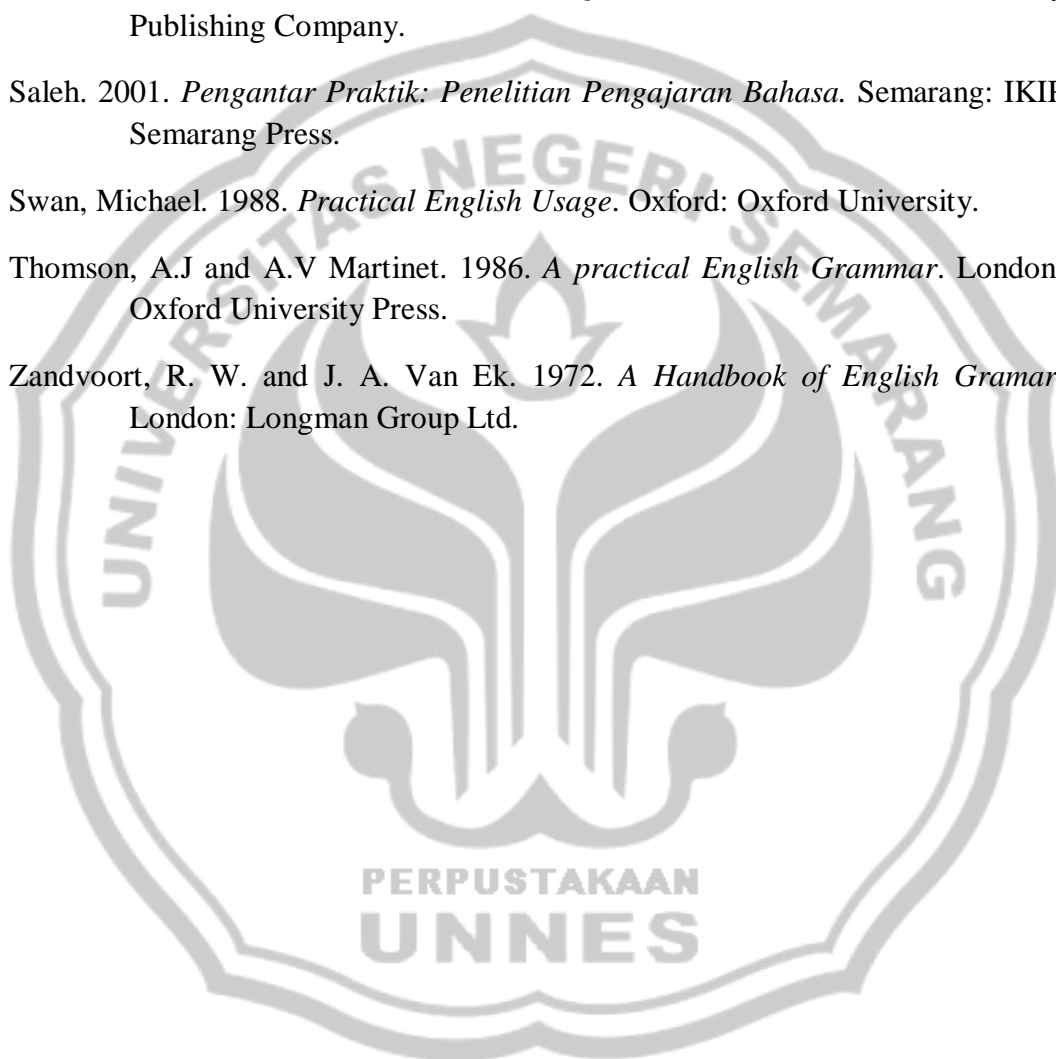 Publishing Company.
Saleh. 2001. Pengantar Praktik: Penelitian Pengajaran Bahasa. Semarang: IKIP
Semarang Press.
Swan, Michael. 1988. Practical English Usage. Oxford: Oxford University.
Thomson, A.J and A.V Martinet. 1986. A practical English Grammar. London
Oxford University Press.
Zandvoort, R. W. and J. A. Van Ek. 1972. A Handbook of English Gramar
London: Longman Group Ltd.
UNIVERSITAS NEGERI SEMARANG
PERPUSTAKAAN
UNNES